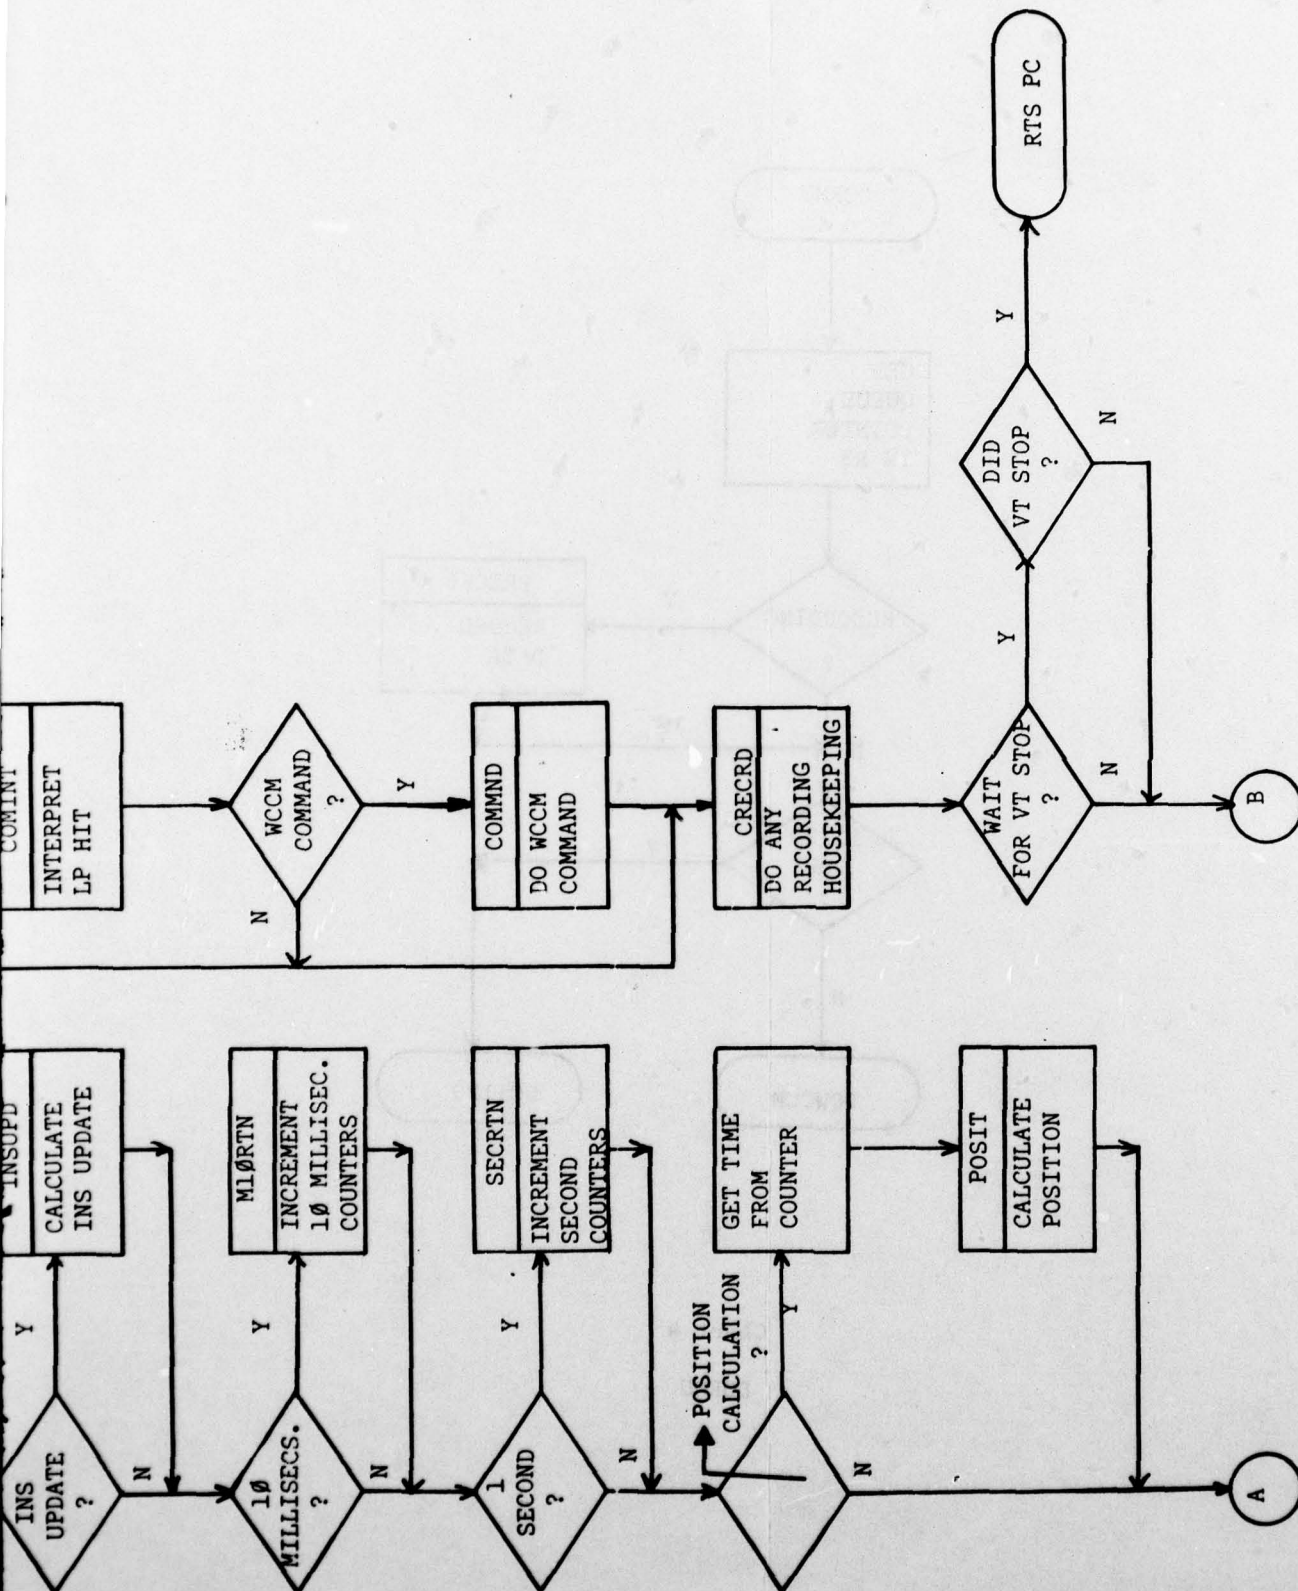 INS
UPDATE
?
Y
N
INSUPD
CALCULATE
INS UPDATE
1Ø
MILLISECS.
?
Y
N
M1ØRTN
INCREMENT
1Ø MILLISEC.
COUNTERS
1
SECOND
?
Y
N
SECRTN
INCREMENT
SECOND
COUNTERS
POSITION
CALCULATION
?
Y
N
GET TIME
FROM
COUNTER
POSIT
CALCULATE
POSITION
A
COMINT
INTERPRET
LP HIT
WCCM
COMMAND
?
N
Y
COMMND
DO WCCM
COMMAND
CRECRD
DO ANY
RECORDING
HOUSEKEEPING
WAIT
FOR VT STOP
?
Y
N
DID
VT STOP
?
Y
N
RTS PC
B